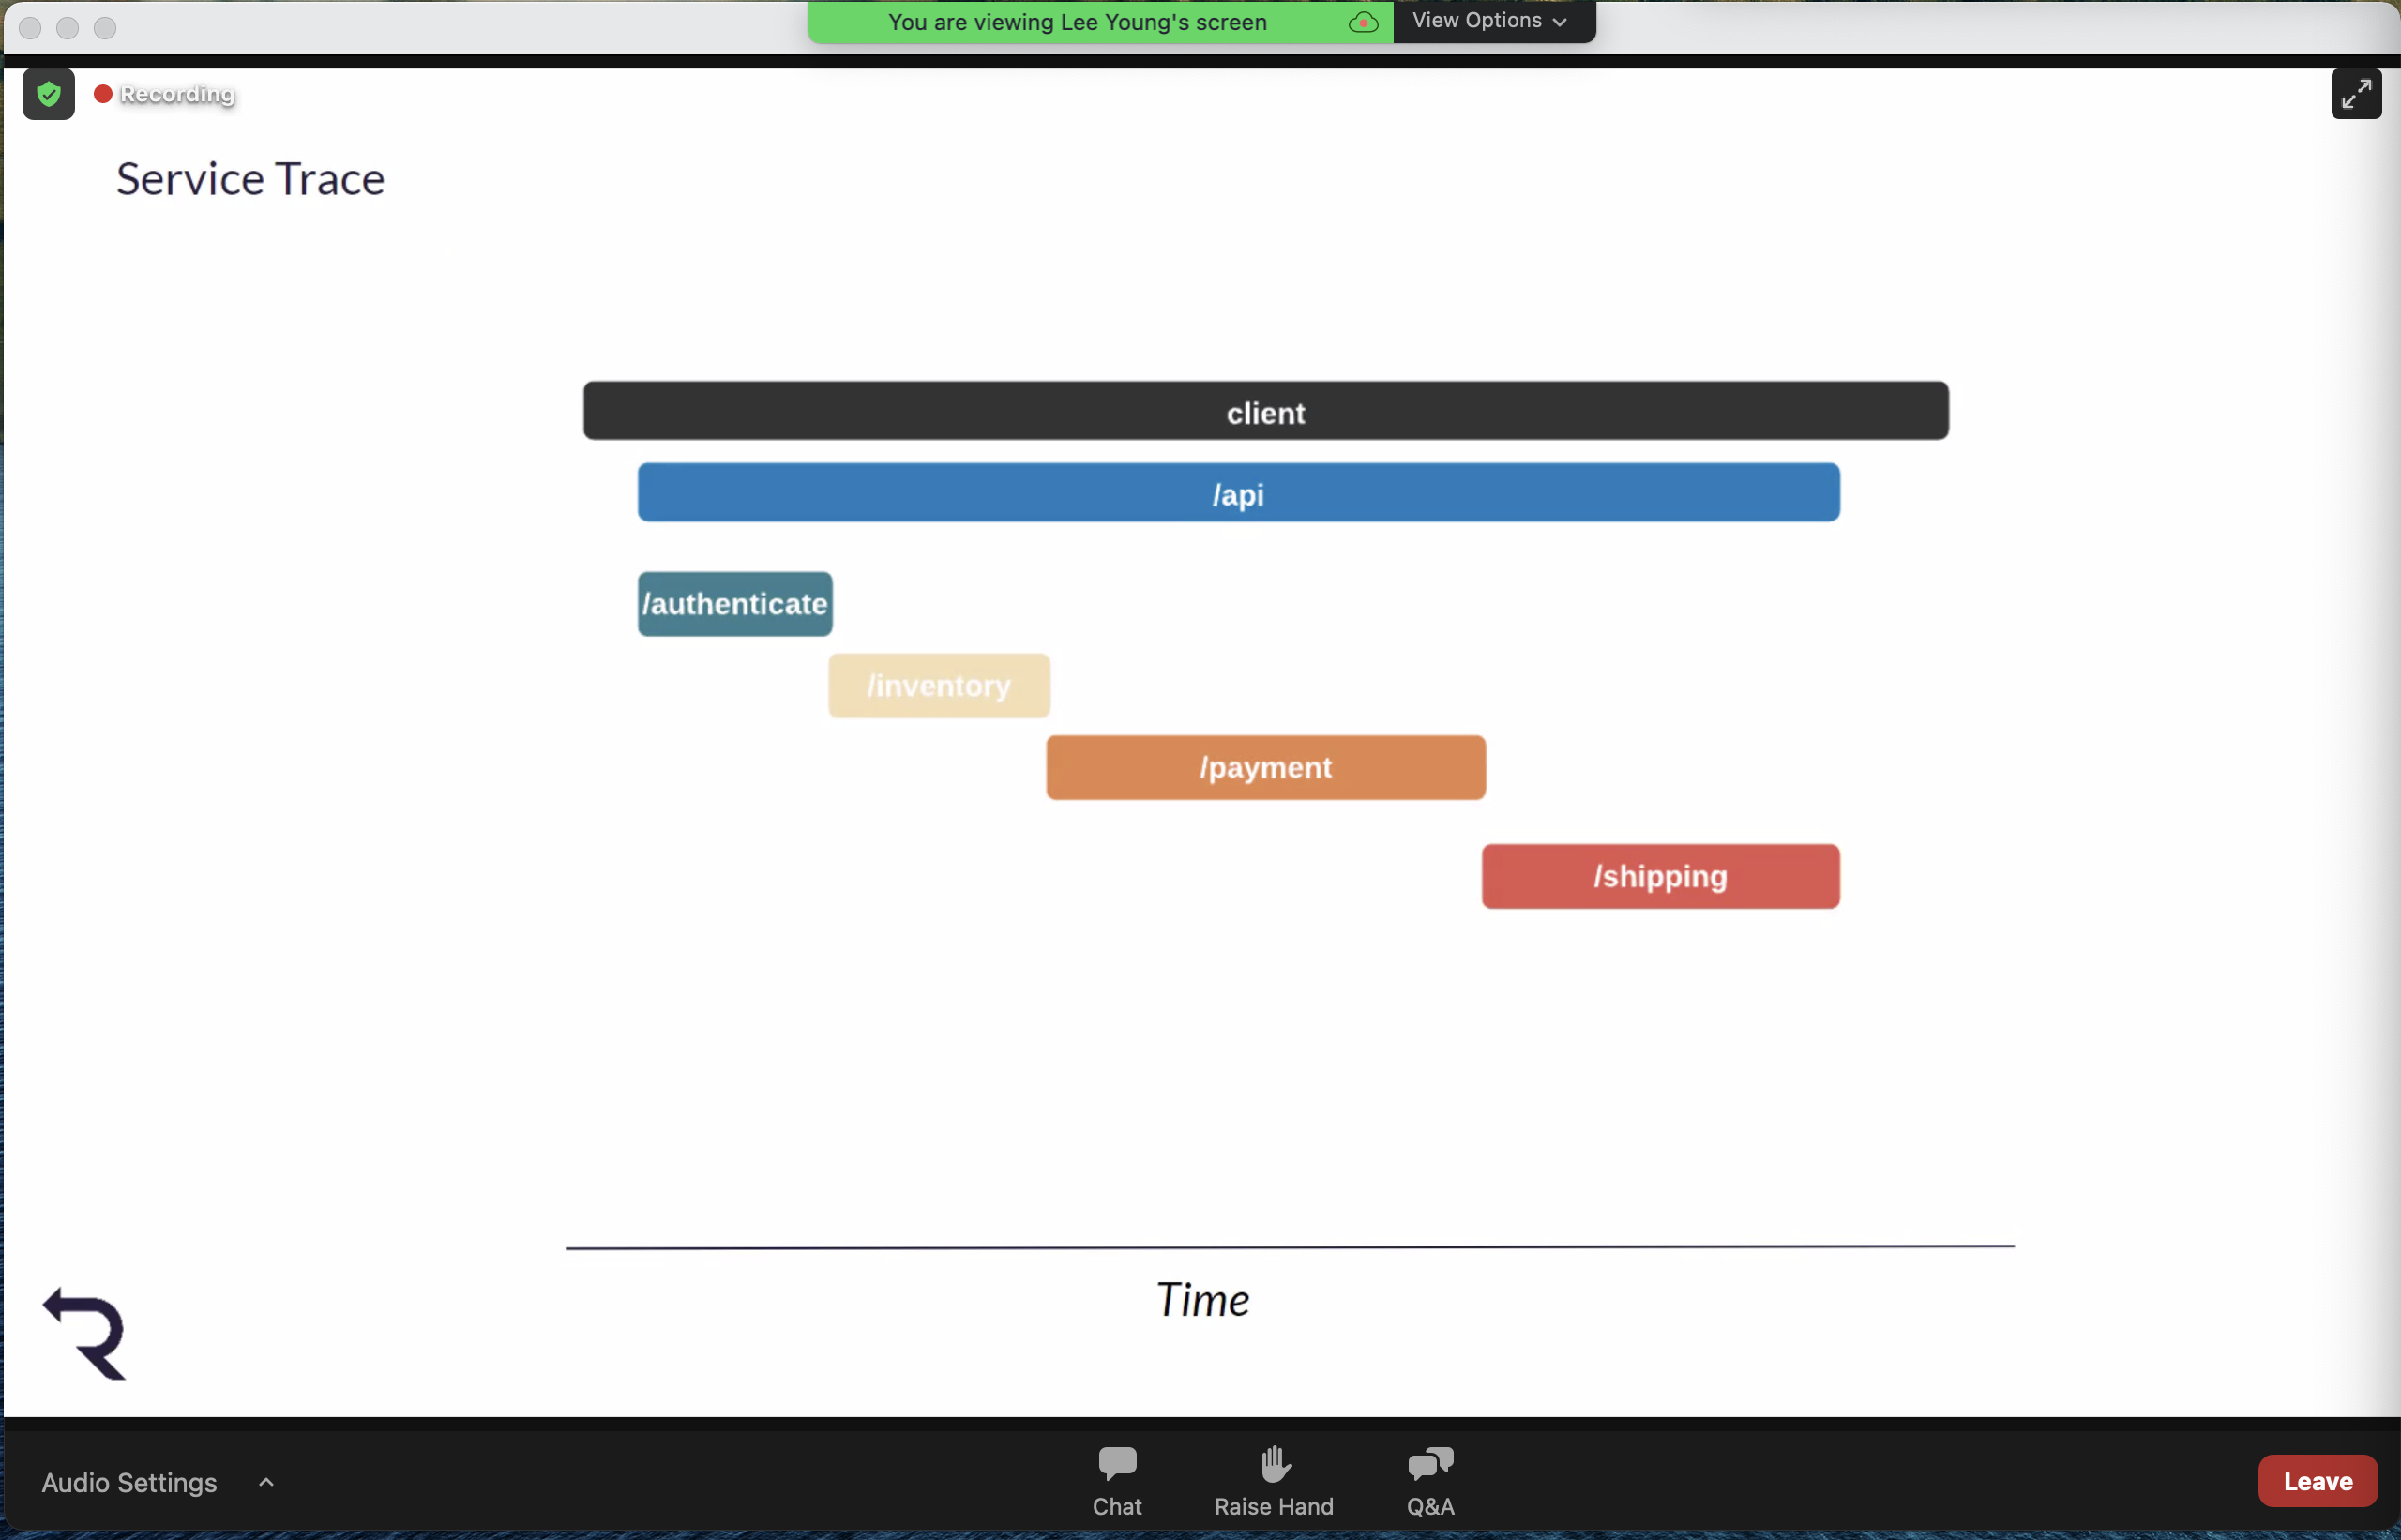 You are viewing Lee Young's screen
View Options
Recording
Service Trace
client
/api
/authenticate
/inventory
/payment
/shipping
Time
Audio Settings
Chat
Raise Hand
Q&A
Leave